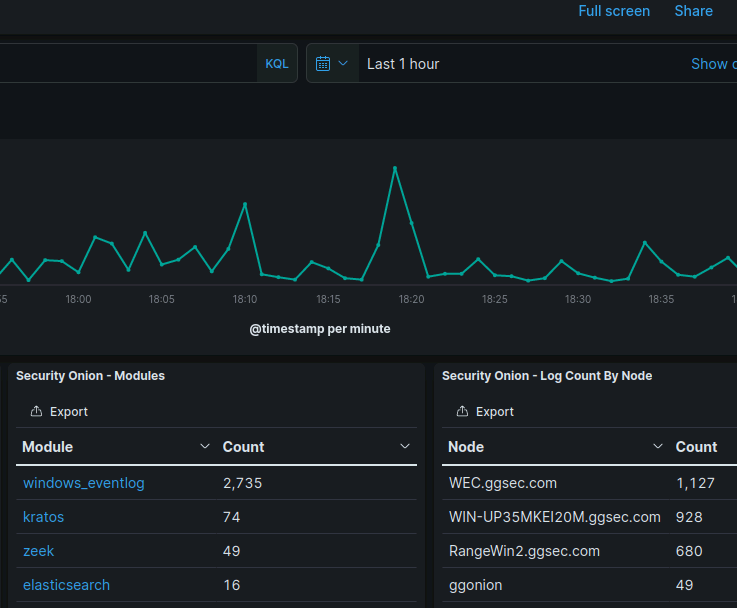 Full screen Share
KQL Last 1 hour Show
55 18:00 18:05 18:10 18:15 18:20 18:25 18:30 18:35
@timestamp per minute
Security Onion - Modules
Export
Module Count
windows_eventlog 2,735
kratos 74
zeek 49
elasticsearch 16
Security Onion - Log Count By Node
Export
Node Count
WEC.ggsec.com 1,127
WIN-UP35MKEI20M.ggsec.com 928
RangeWin2.ggsec.com 680
ggonion 49